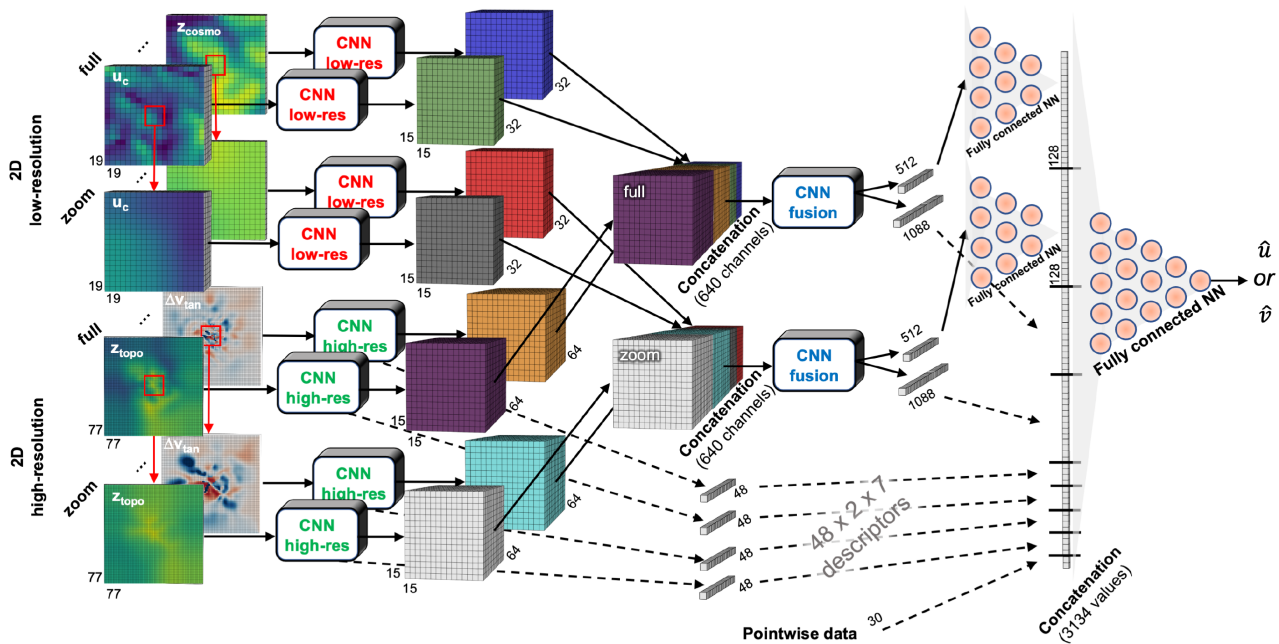 2D
low-resolution
full
...
z_cosmo
u_c
19
19
CNN
low-res
CNN
low-res
32
32
15
15
zoom
u_c
19
19
CNN
low-res
CNN
low-res
32
32
2D
high-resolution
full
...
Δv_tan
z_topo
77
77
CNN
high-res
CNN
high-res
64
64
15
15
zoom
...
Δv_tan
z_topo
77
77
CNN
high-res
CNN
high-res
64
64
15
15
full
Concatenation
(640 channels)
CNN
fusion
512
1088
zoom
Concatenation
(640 channels)
CNN
fusion
512
1088
48
48
48
48
48 x 2 x 7
descriptors
Pointwise data
30
Fully connected NN
Fully connected NN
128
128
Concatenation
(3134 values)
Fully connected NN
û
or
v̂